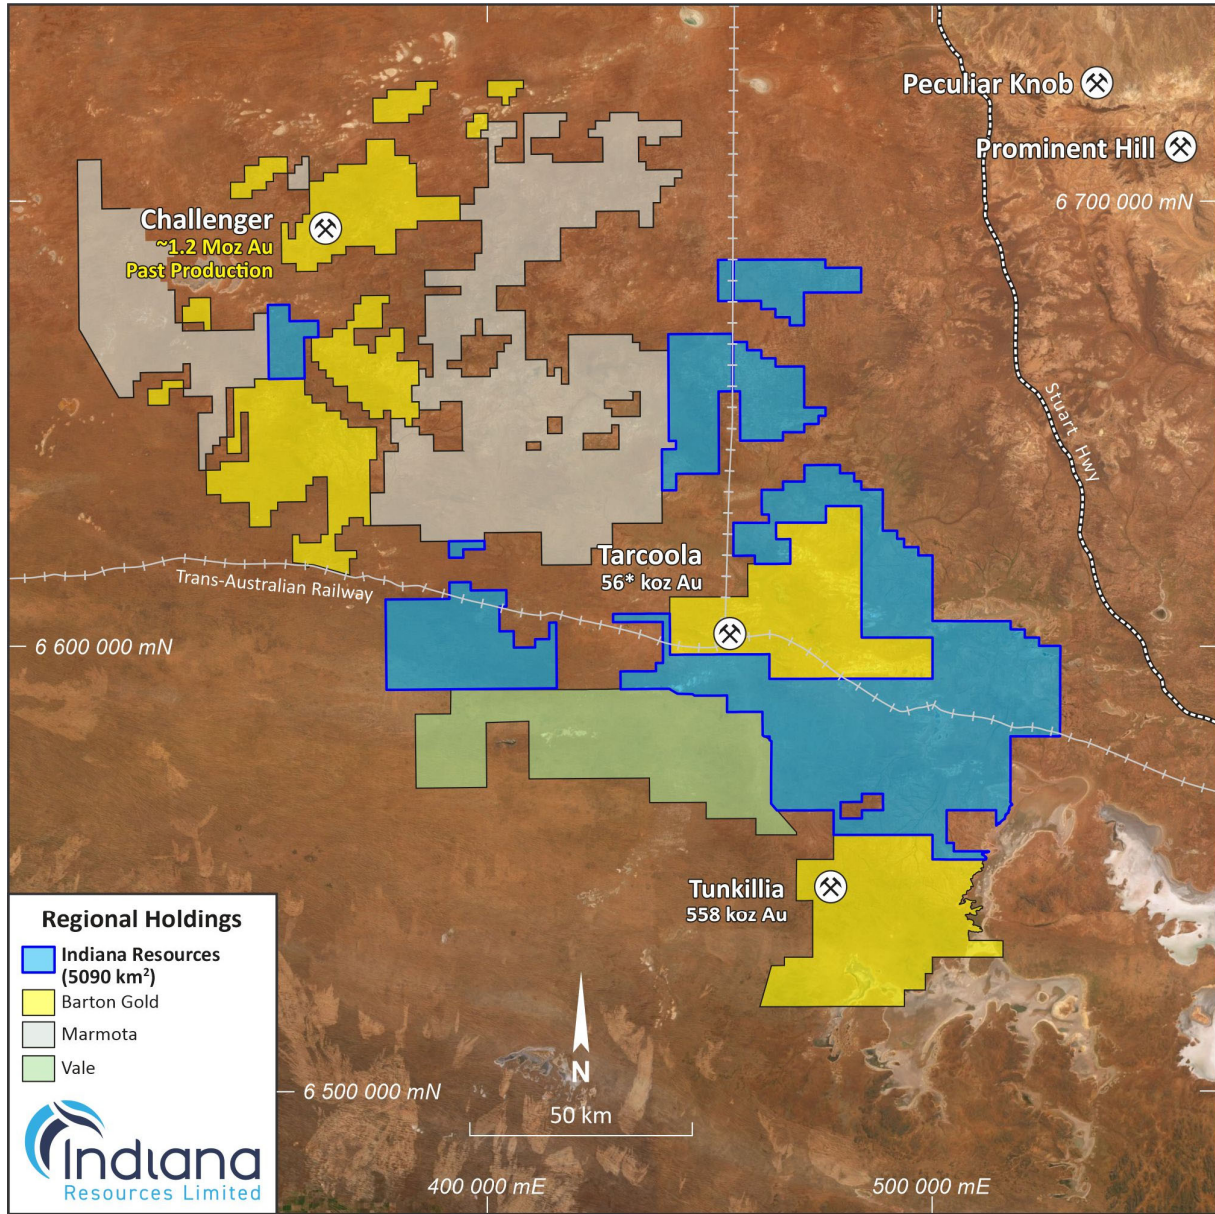 Peculiar Knob
Prominent Hill
6 700 000 mN
Challenger
~1.2 Moz Au
Past Production
Stuart Hwy
Tarcoola
56* koz Au
Trans-Australian Railway
6 600 000 mN
Tunkillia
558 koz Au
Regional Holdings
Indiana Resources
(5090 km²)
Barton Gold
Marmota
Vale
N
50 km
6 500 000 mN
400 000 mE
500 000 mE
Indiana
Resources Limited